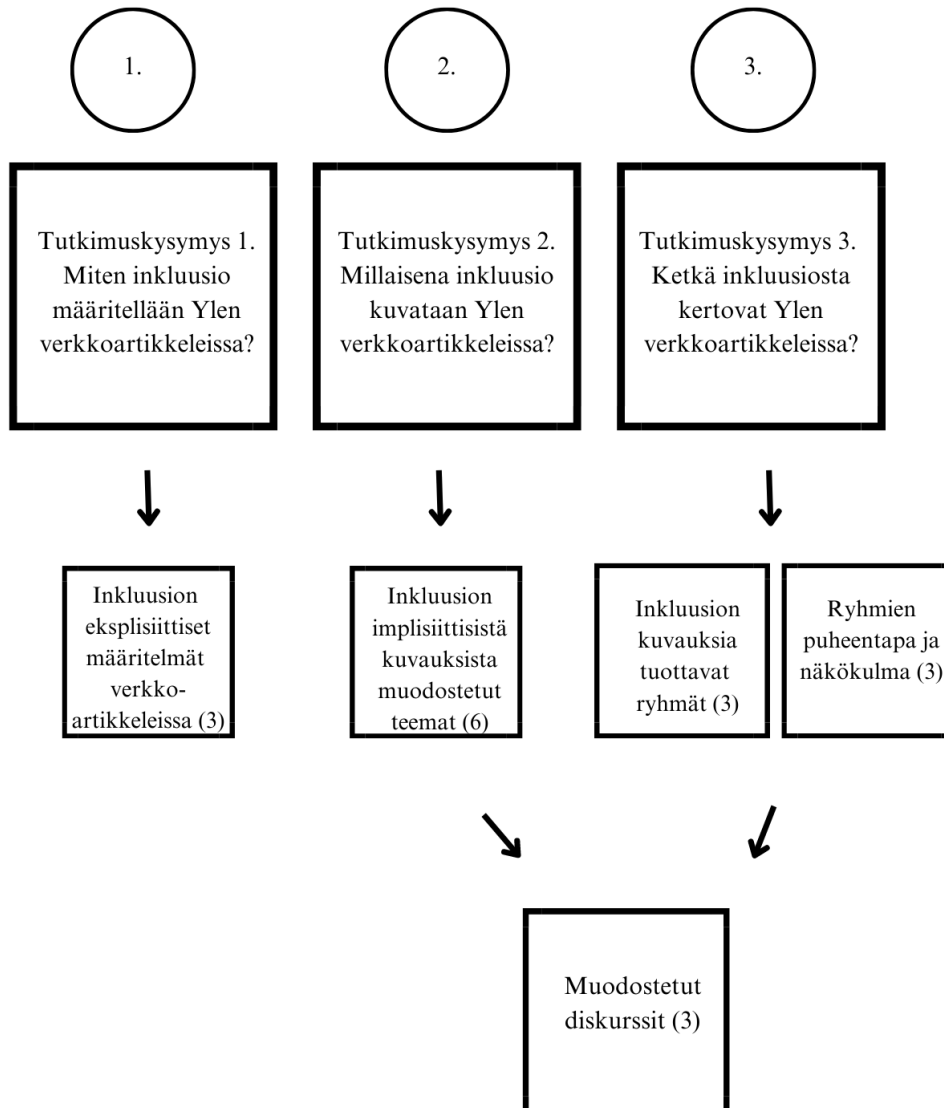 1.
2.
3.
Tutkimuskysymys 1.
Miten inkluusio
määritellään Ylen
verkkoartikkeleissa?
Tutkimuskysymys 2.
Millaisena inkluusio
kuvataan Ylen
verkkoartikkeleissa?
Tutkimuskysymys 3.
Ketkä inkluusiosta
kertovat Ylen
verkkoartikkeleissa?
Inkluusion
eksplisiittiset
määritelmät
verkko-
artikkeleissa (3)
Inkluusion
implisiittisistä
kuvauksista
muodostetut
teemat (6)
Inkluusion
kuvauksia
tuottavat
ryhmät (3)
Ryhmien
puheentapa ja
näkökulma (3)
Muodostetut
diskurssit (3)